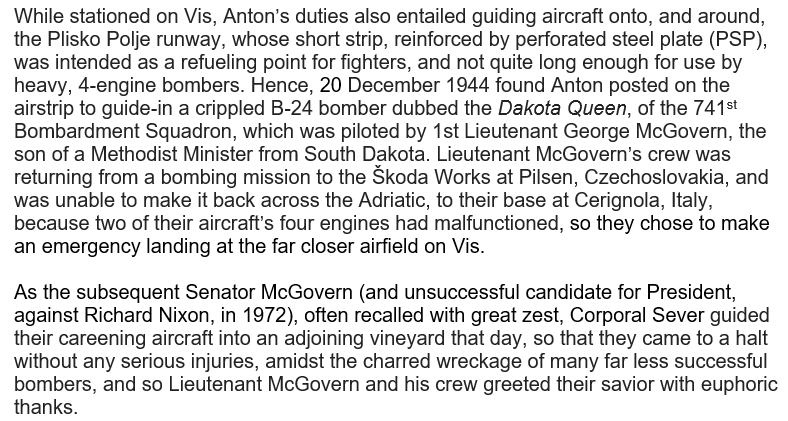 While stationed on Vis, Anton’s duties also entailed guiding aircraft onto, and around,
the Plisko Polje runway, whose short strip, reinforced by perforated steel plate (PSP),
was intended as a refueling point for fighters, and not quite long enough for use by
heavy, 4-engine bombers. Hence, 20 December 1944 found Anton posted on the
airstrip to guide-in a crippled B-24 bomber dubbed the Dakota Queen, of the 741st
Bombardment Squadron, which was piloted by 1st Lieutenant George McGovern, the
son of a Methodist Minister from South Dakota. Lieutenant McGovern’s crew was
returning from a bombing mission to the Škoda Works at Pilsen, Czechoslovakia, and
was unable to make it back across the Adriatic, to their base at Cerignola, Italy,
because two of their aircraft’s four engines had malfunctioned, so they chose to make
an emergency landing at the far closer airfield on Vis.

As the subsequent Senator McGovern (and unsuccessful candidate for President,
against Richard Nixon, in 1972), often recalled with great zest, Corporal Sever guided
their careening aircraft into an adjoining vineyard that day, so that they came to a halt
without any serious injuries, amidst the charred wreckage of many far less successful
bombers, and so Lieutenant McGovern and his crew greeted their savior with euphoric
thanks.